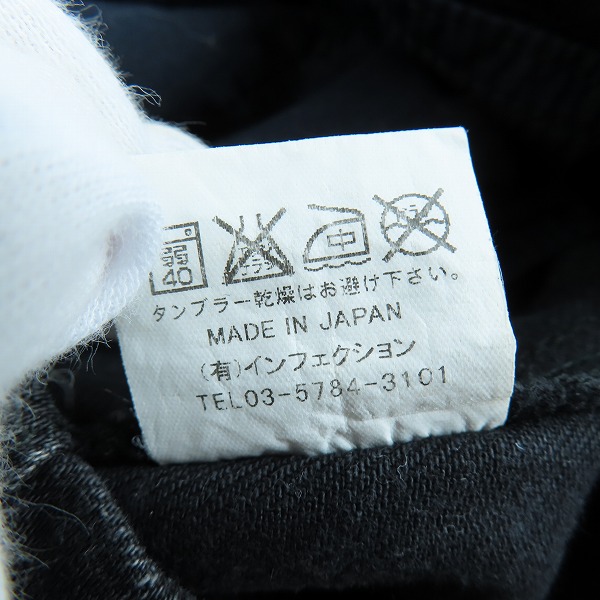 弱 40 中
タンブラー乾燥はお避け下さい。
MADE IN JAPAN
(有)インフェクション
TEL03-5784-3101